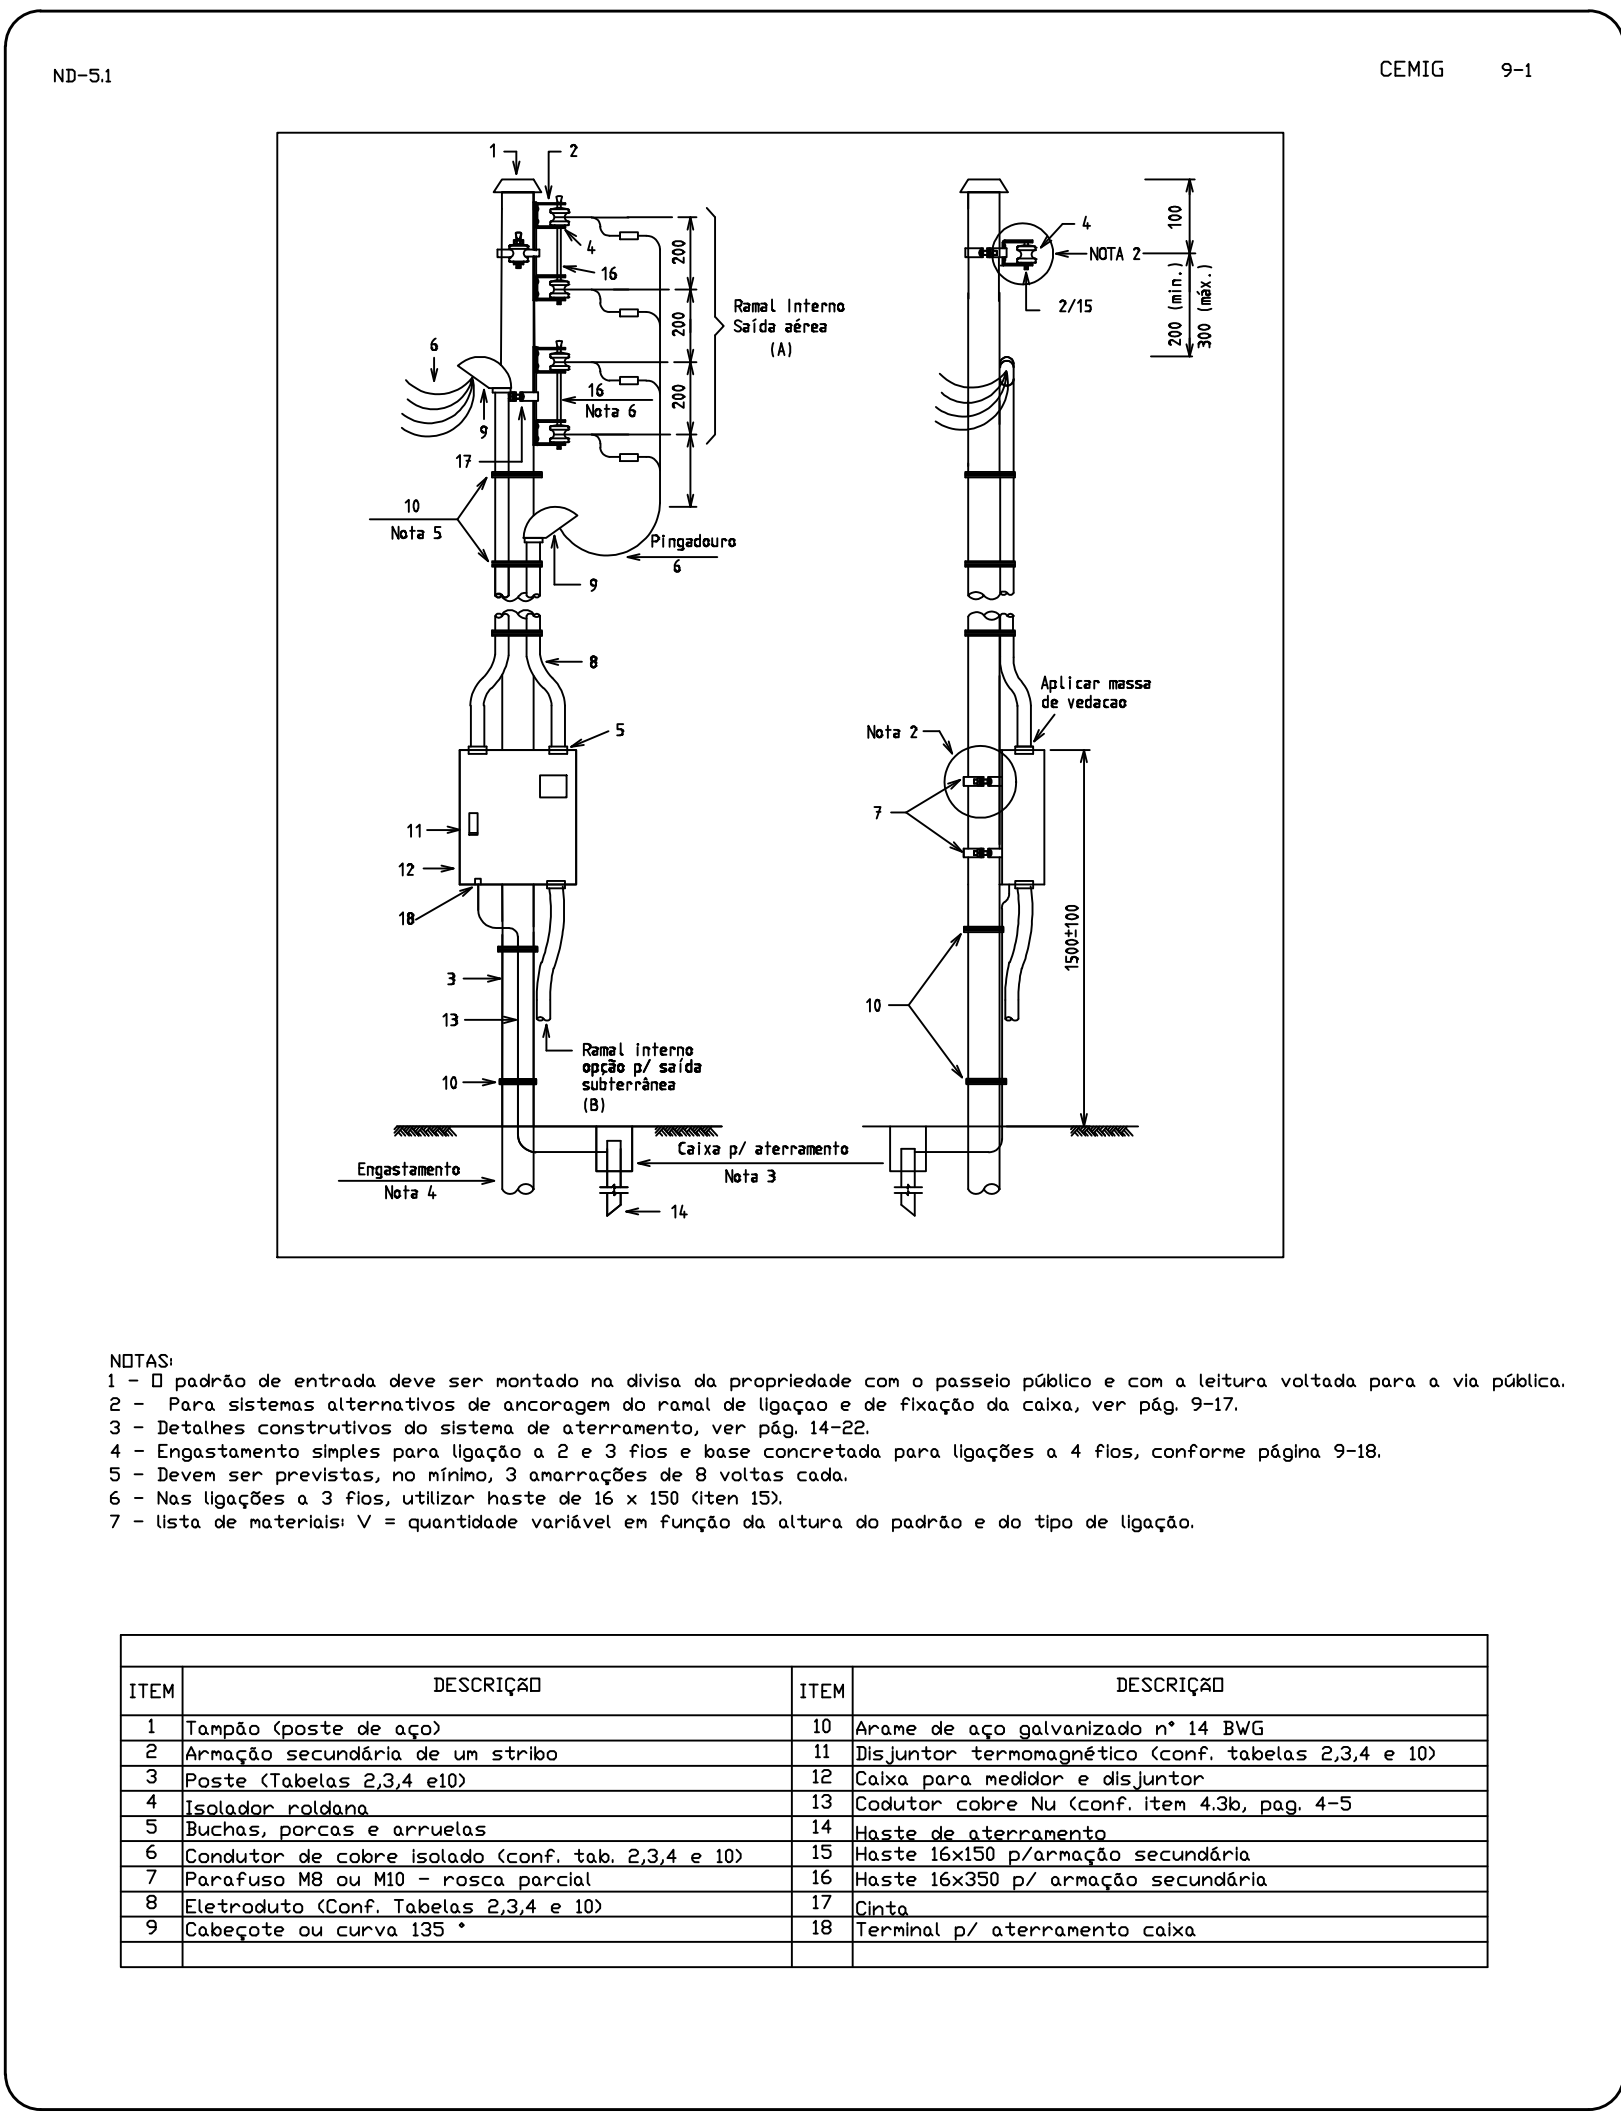 ND-5.1
CEMIG 9-1
1
2
4
16
200
200
200
Ramal Interno
Saída aérea
(A)
6
9
17
16
Nota 6
10
Nota 5
Pingadouro
6
9
8
5
11
12
18
3
13
10
Ramal interno
opção p/ saída
subterrânea
(B)
Engastamento
Nota 4
Caixa p/ aterramento
Nota 3
14
4
NOTA 2
2/15
100
200 (min.)
300 (máx.)
Aplicar massa
de vedacao
Nota 2
7
10
1500±100
NOTAS:
1 - O padrão de entrada deve ser montado na divisa da propriedade com o passeio público e com a leitura voltada para a via pública.
2 - Para sistemas alternativos de ancoragem do ramal de ligaçao e de fixação da caixa, ver pág. 9-17.
3 - Detalhes construtivos do sistema de aterramento, ver pág. 14-22.
4 - Engastamento simples para ligação a 2 e 3 fios e base concretada para ligações a 4 fios, conforme página 9-18.
5 - Devem ser previstas, no mínimo, 3 amarrações de 8 voltas cada.
6 - Nas ligações a 3 fios, utilizar haste de 16 x 150 (iten 15).
7 - lista de materiais: V = quantidade variável em função da altura do padrão e do tipo de ligação.
ITEM DESCRIÇÃO ITEM DESCRIÇÃO
1 Tampão (poste de aço) 10 Arame de aço galvanizado n° 14 BWG
2 Armação secundária de um stribo 11 Disjuntor termomagnético (conf. tabelas 2,3,4 e 10)
3 Poste (Tabelas 2,3,4 e10) 12 Caixa para medidor e disjuntor
4 Isolador roldana 13 Codutor cobre Nu (conf. item 4.3b, pag. 4-5
5 Buchas, porcas e arruelas 14 Haste de aterramento
6 Condutor de cobre isolado (conf. tab. 2,3,4 e 10) 15 Haste 16x150 p/armação secundária
7 Parafuso M8 ou M10 - rosca parcial 16 Haste 16x350 p/ armação secundária
8 Eletroduto (Conf. Tabelas 2,3,4 e 10) 17 Cinta
9 Cabeçote ou curva 135 ° 18 Terminal p/ aterramento caixa